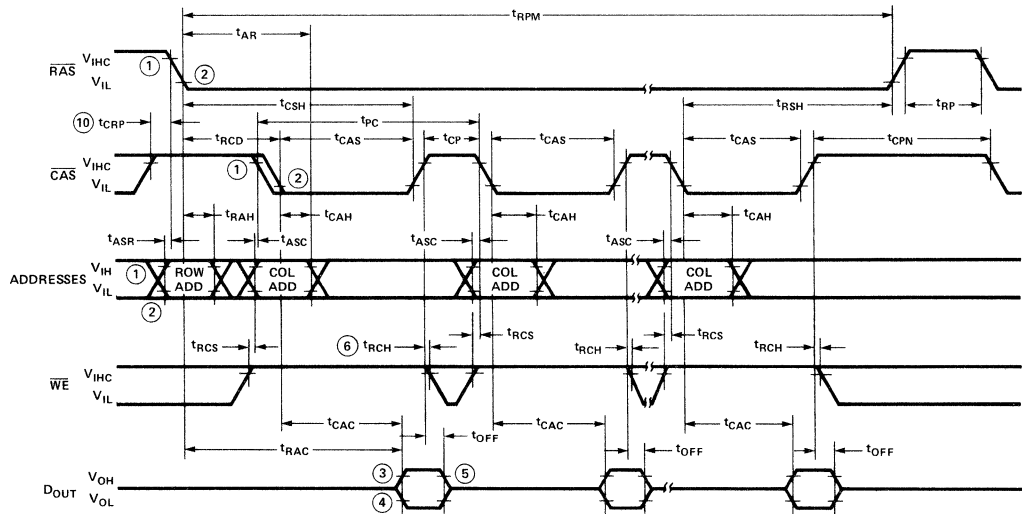 tRPM
tAR
RAS VIHC VIL
1 2
tCSH tRSH tRP
10 tCRP tPC
tRCD tCAS tCP tCAS tCAS tCPN
CAS VIHC VIL
1 2
tRAH tCAH tCAH tCAH
tASR tASC tASC tASC
ADDRESSES VIH VIL
1 2
ROW ADD COL ADD COL ADD COL ADD
tRCS 6 tRCH tRCS tRCH tRCS tRCH
WE VIHC VIL
tCAC tCAC tCAC
tRAC tOFF tOFF tOFF
DOUT VOH VOL
3 4 5